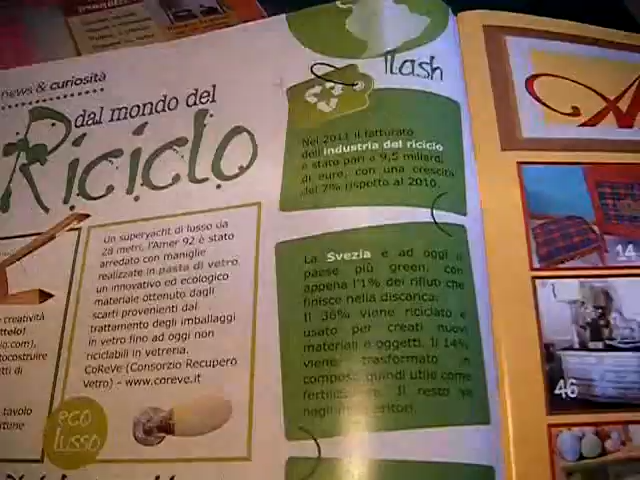 news & curiosità
dal mondo del
Riciclo
flash
Nel 2011 il fatturato
dell'industria del riciclo
è stato pari a 9,5 miliardi
di euro, con una crescita
del 7% rispetto al 2010.
Un superyacht di lusso da
28 metri, l'Amer 92 è stato
arredato con maniglie
realizzate in pasta di vetro,
un innovativo ed ecologico
materiale ottenuto dagli
scarti provenienti dal
trattamento degli imballaggi
in vetro fino ad oggi non
riciclabili in vetreria.
CoReVe (Consorzio Recupero
Vetro) – www.coreve.it
eco
lusso
creatività
tavolo
La Svezia e ad oggi il
paese più green, con
appena l'1% dei rifiuti che
finisce nella discarica.
Il 36% viene riciclato e
usato per creati nuovi
materiali e oggetti. Il 14%
viene trasformato in
compost, quindi utile come
Il resto va
14
46